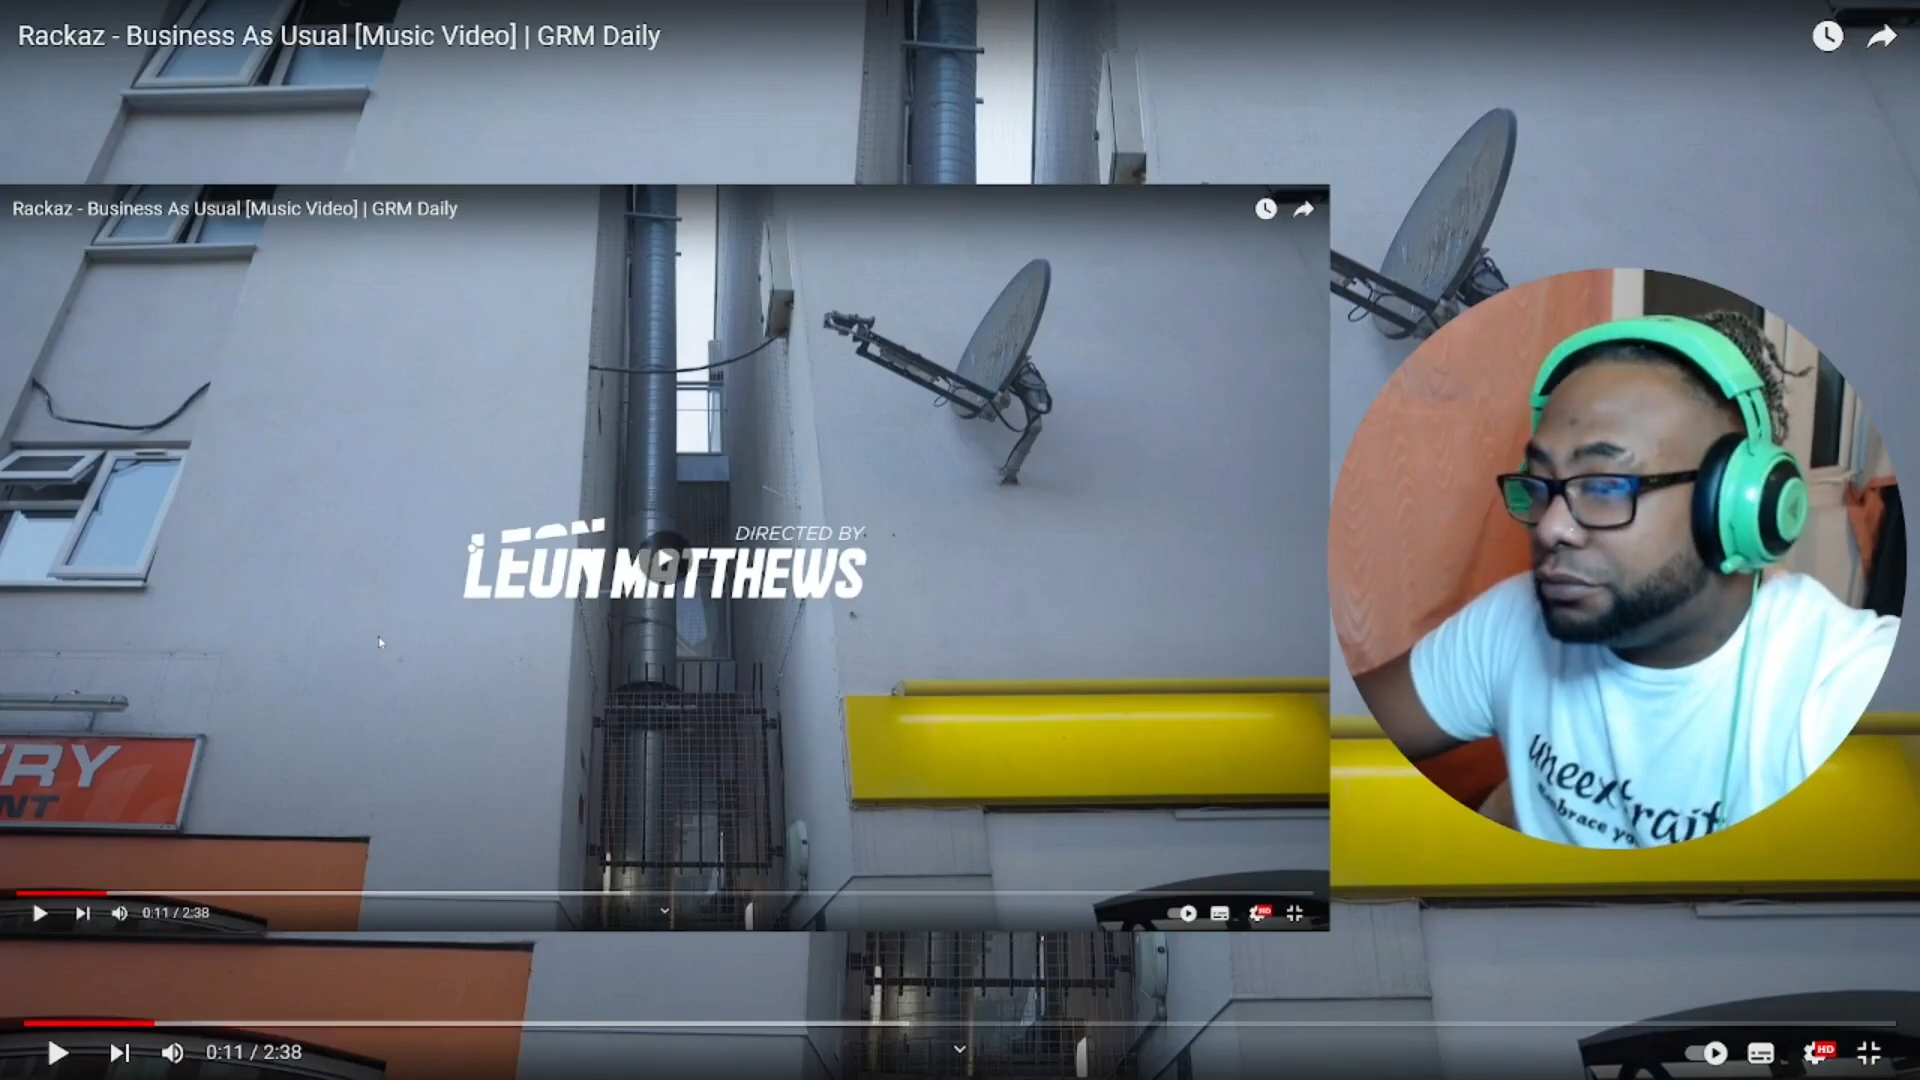 Rackaz - Business As Usual [Music Video] | GRM Daily
Rackaz - Business As Usual [Music Video] | GRM Daily
DIRECTED BY
LEON MATTHEWS
RY
NT
0:11 / 2:38
HD
0:11 / 2:38
HD